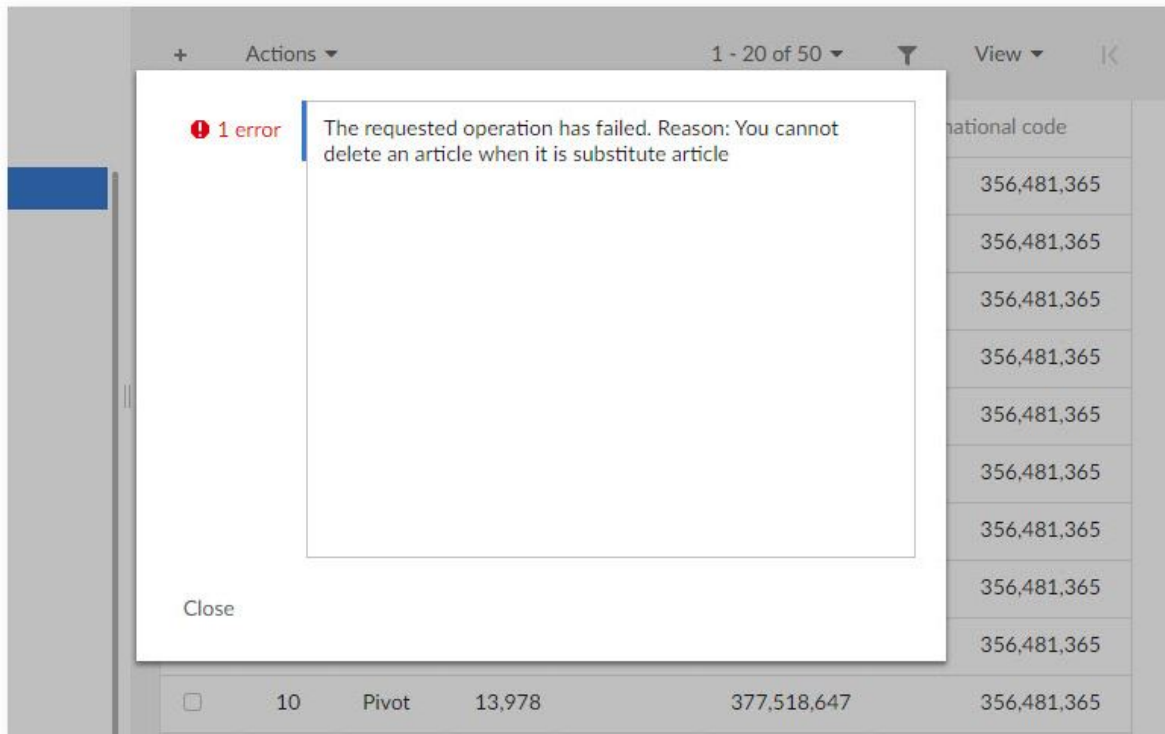 + Actions 1 - 20 of 50 View
1 error
The requested operation has failed. Reason: You cannot
delete an article when it is substitute article
national code
356,481,365
356,481,365
356,481,365
356,481,365
356,481,365
356,481,365
356,481,365
356,481,365
356,481,365
Close
10 Pivot 13,978 377,518,647 356,481,365